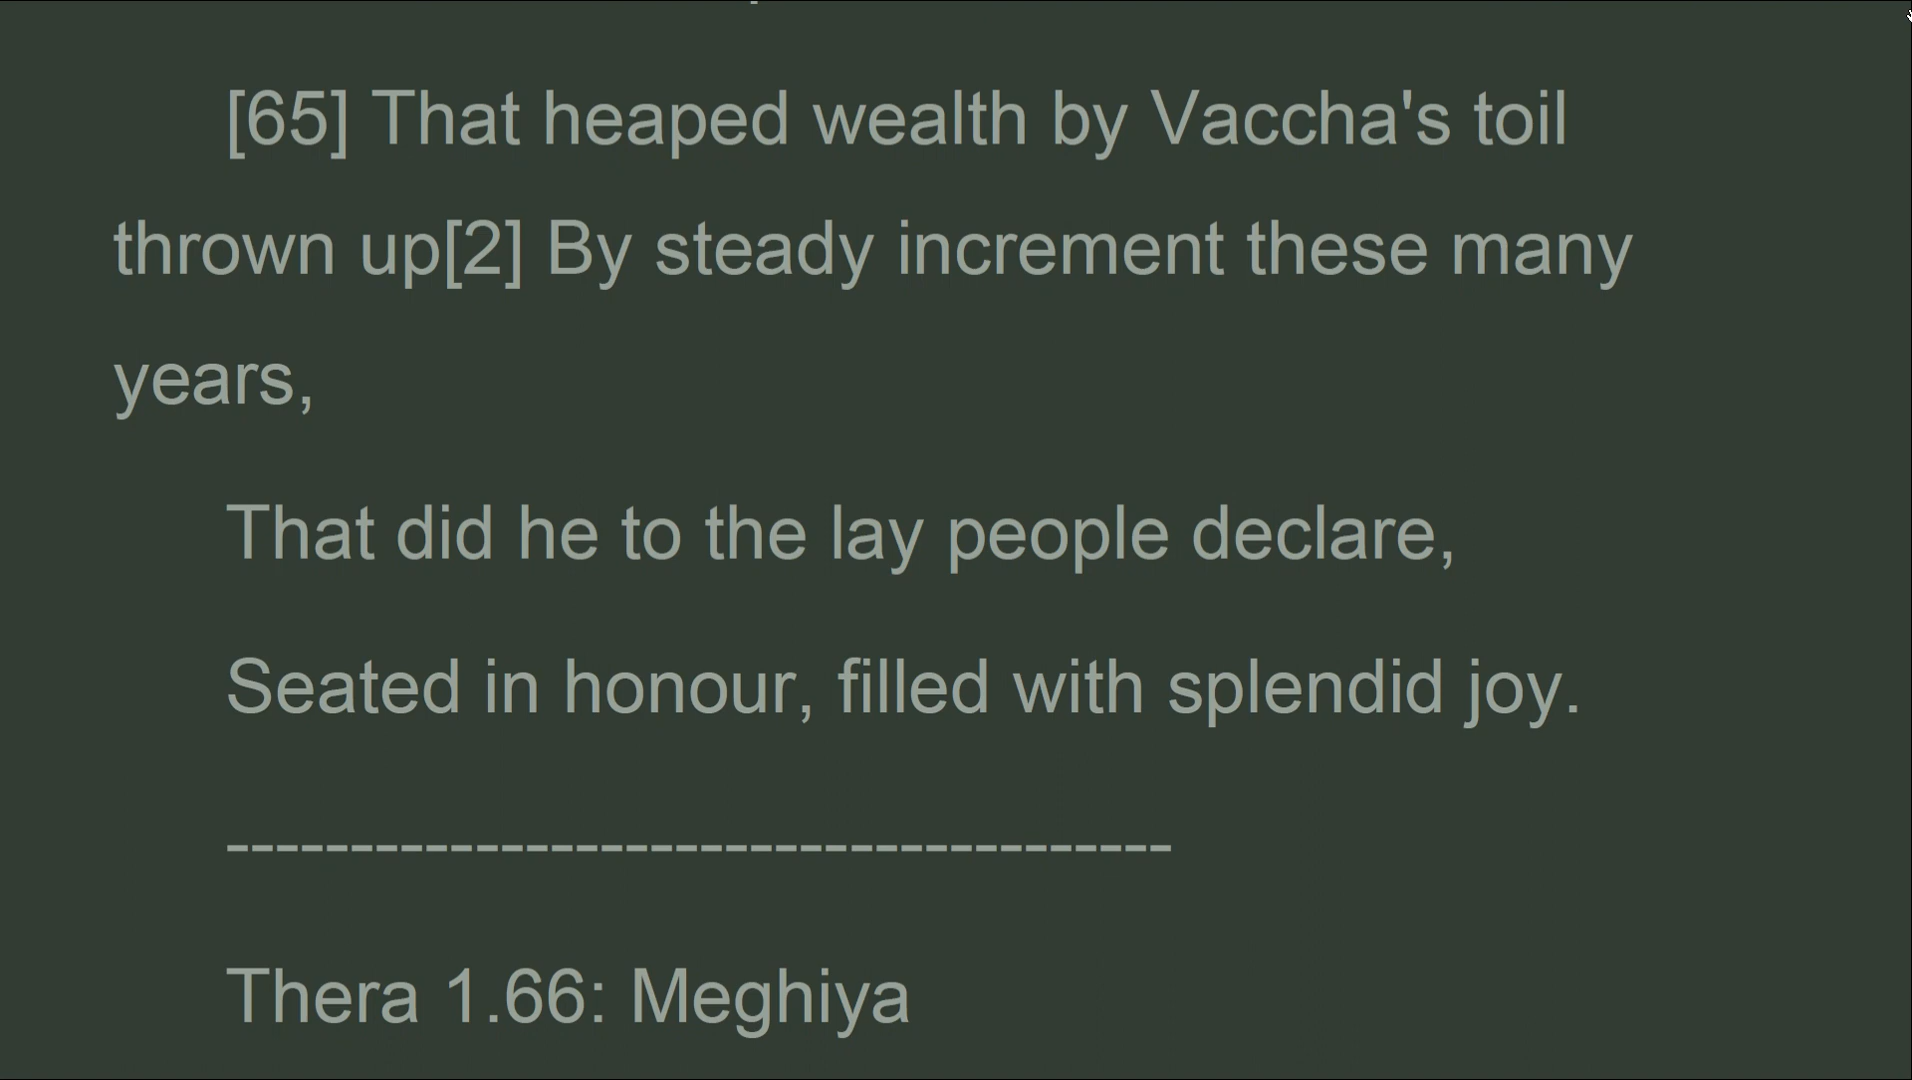 [65] That heaped wealth by Vaccha's toil
thrown up[2] By steady increment these many
years,
That did he to the lay people declare,
Seated in honour, filled with splendid joy.
--------------------------------------
Thera 1.66: Meghiya